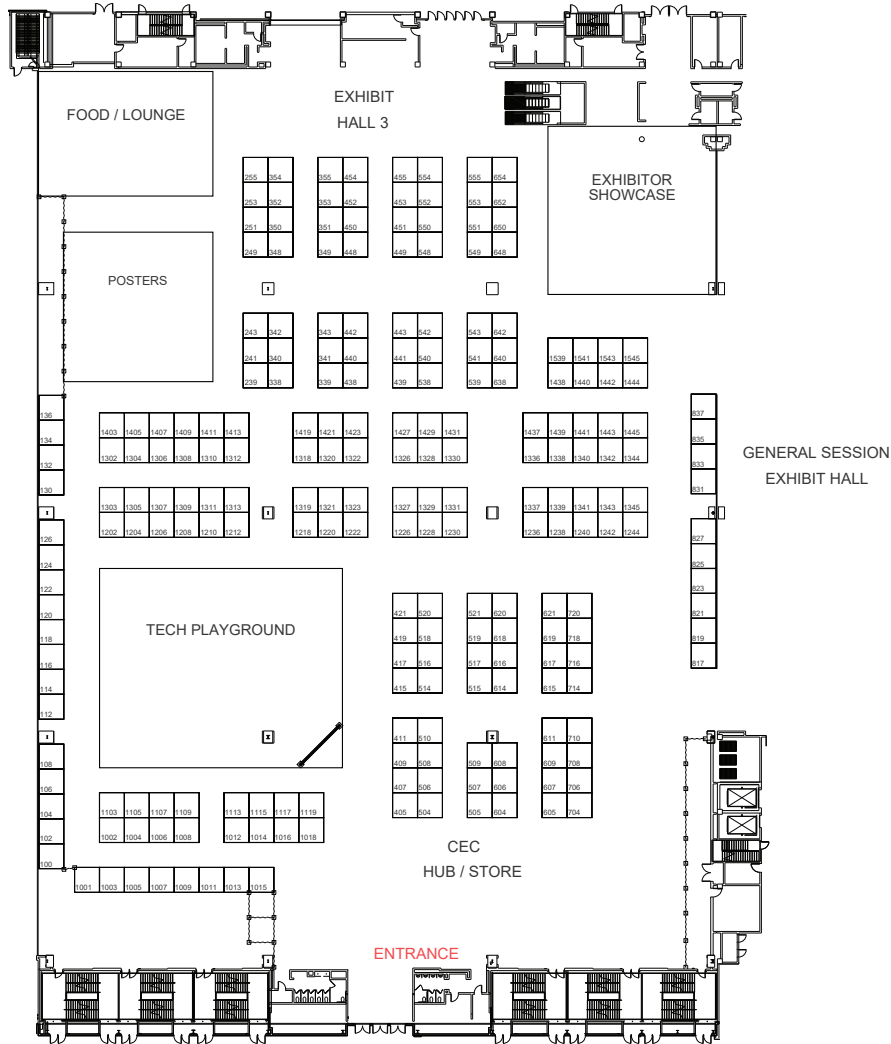 EXHIBIT
HALL 3
FOOD / LOUNGE
EXHIBITOR
SHOWCASE
255 354 355 454 455 554 555 654
253 352 353 452 453 552 553 652
251 350 351 450 451 550 551 650
249 348 349 448 449 548 549 648
POSTERS
243 342 343 442 443 542 543 642
241 340 341 440 441 540 541 640 1539 1541 1543 1545
239 338 339 438 439 538 539 638 1438 1440 1442 1444
136 837
1403 1405 1407 1409 1411 1413 1419 1421 1423 1427 1429 1431 1437 1439 1441 1443 1445
134 835
1302 1304 1306 1308 1310 1312 1318 1320 1322 1326 1328 1330 1336 1338 1340 1342 1344
132 833
130 831
GENERAL SESSION
EXHIBIT HALL
1303 1305 1307 1309 1311 1313 1319 1321 1323 1327 1329 1331 1337 1339 1341 1343 1345
1202 1204 1206 1208 1210 1212 1218 1220 1222 1226 1228 1230 1236 1238 1240 1242 1244
126 827
124 825
122 823
120 821
118 819
116 817
114
112
TECH PLAYGROUND
421 520 521 620 621 720
419 518 519 618 619 718
417 516 517 616 617 716
415 514 515 614 615 714
411 510 611 710
409 508 509 608 609 708
407 506 507 606 607 706
405 504 505 604 605 704
108
106
104
102
100
1103 1105 1107 1109 1113 1115 1117 1119
1002 1004 1006 1008 1012 1014 1016 1018
CEC
HUB / STORE
1001 1003 1005 1007 1009 1011 1013 1015
ENTRANCE